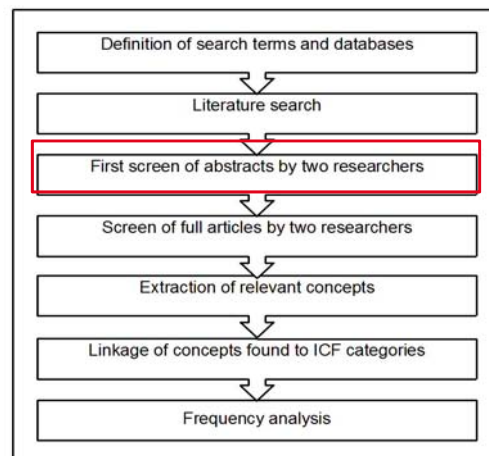 Definition of search terms and databases
Literature search
First screen of abstracts by two researchers
Screen of full articles by two researchers
Extraction of relevant concepts
Linkage of concepts found to ICF categories
Frequency analysis